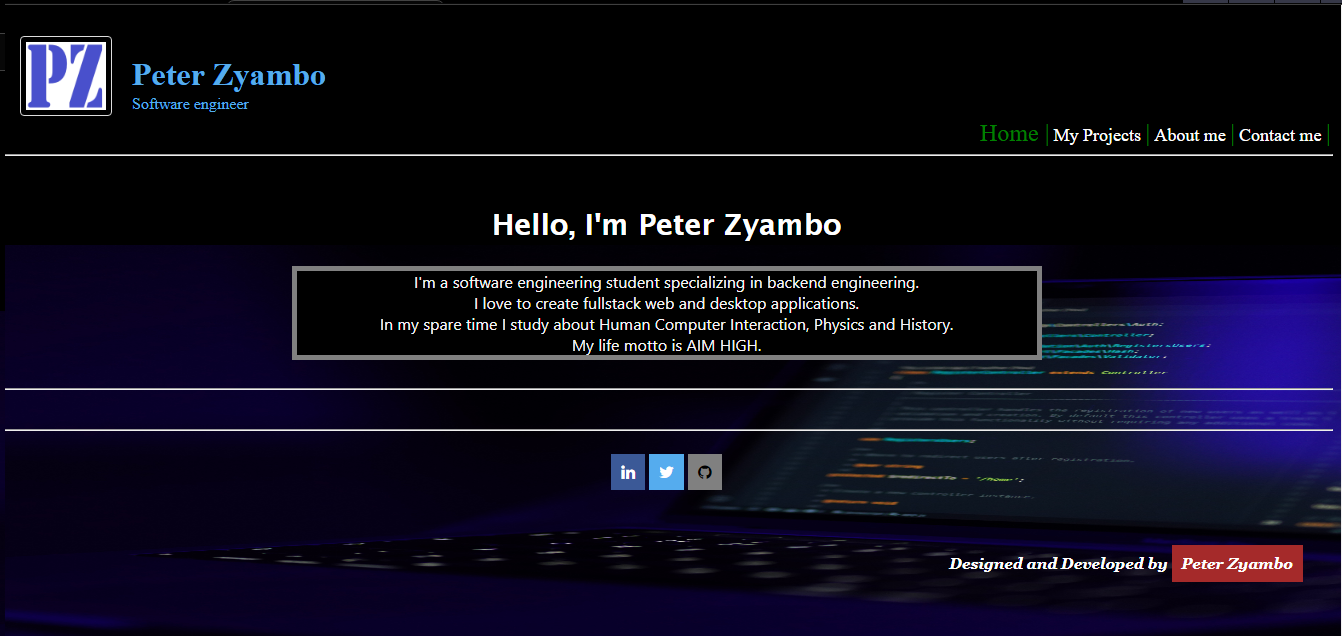 PZ
Peter Zyambo
Software engineer
Home | My Projects | About me | Contact me |
Hello, I'm Peter Zyambo
I'm a software engineering student specializing in backend engineering.
I love to create fullstack web and desktop applications.
In my spare time I study about Human Computer Interaction, Physics and History.
My life motto is AIM HIGH.
in
Designed and Developed by Peter Zyambo